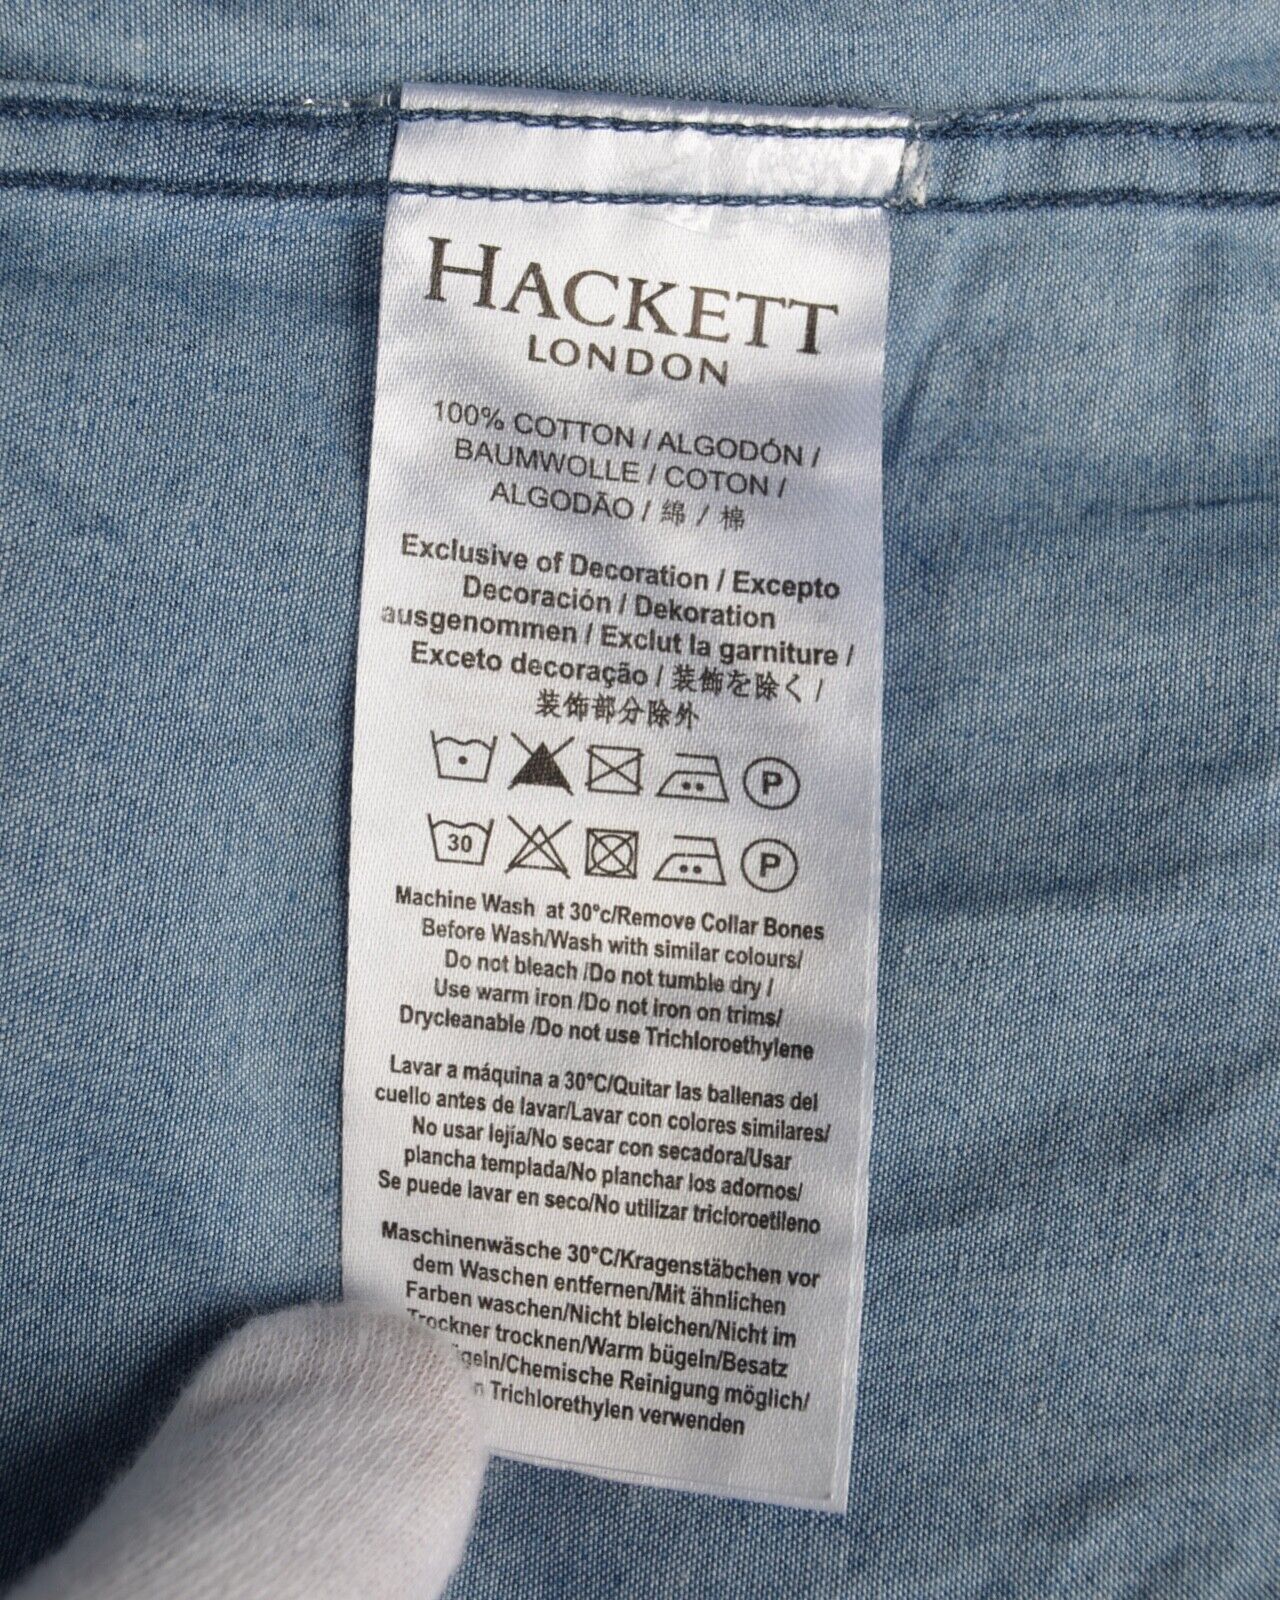 HACKETT
LONDON
100% COTTON / ALGODÓN /
BAUMWOLLE / COTON /
ALGODÃO / 綿 / 棉
Exclusive of Decoration / Excepto
Decoración / Dekoration
ausgenommen / Exclut la garniture /
Exceto decoração / 装飾を除く /
装饰部分除外
P
30 P
Machine Wash at 30°c/Remove Collar Bones
Before Wash/Wash with similar colours/
Do not bleach /Do not tumble dry /
Use warm iron /Do not iron on trims/
Drycleanable /Do not use Trichloroethylene
Lavar a máquina a 30°C/Quitar las ballenas del
cuello antes de lavar/Lavar con colores similares/
No usar lejía/No secar con secadora/Usar
plancha templada/No planchar los adornos/
Se puede lavar en seco/No utilizar tricloroetileno
Maschinenwäsche 30°C/Kragenstäbchen vor
dem Waschen entfernen/Mit ähnlichen
Farben waschen/Nicht bleichen/Nicht im
Trockner trocknen/Warm bügeln/Besatz
/Chemische Reinigung möglich/
Trichlorethylen verwenden